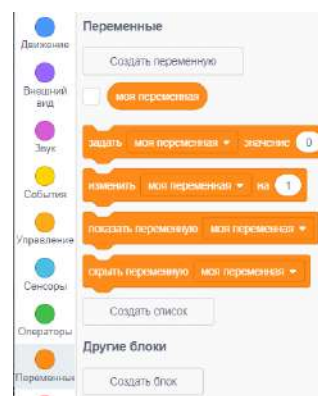 Движение
Внешний
вид
Звук
События
Управление
Сенсоры
Операторы
Переменные
Переменные
Создать переменную
моя переменная
задать моя переменная значение 0
изменить моя переменная на 1
показать переменную моя переменная
скрыть переменную моя переменная
Создать список
Другие блоки
Создать блок